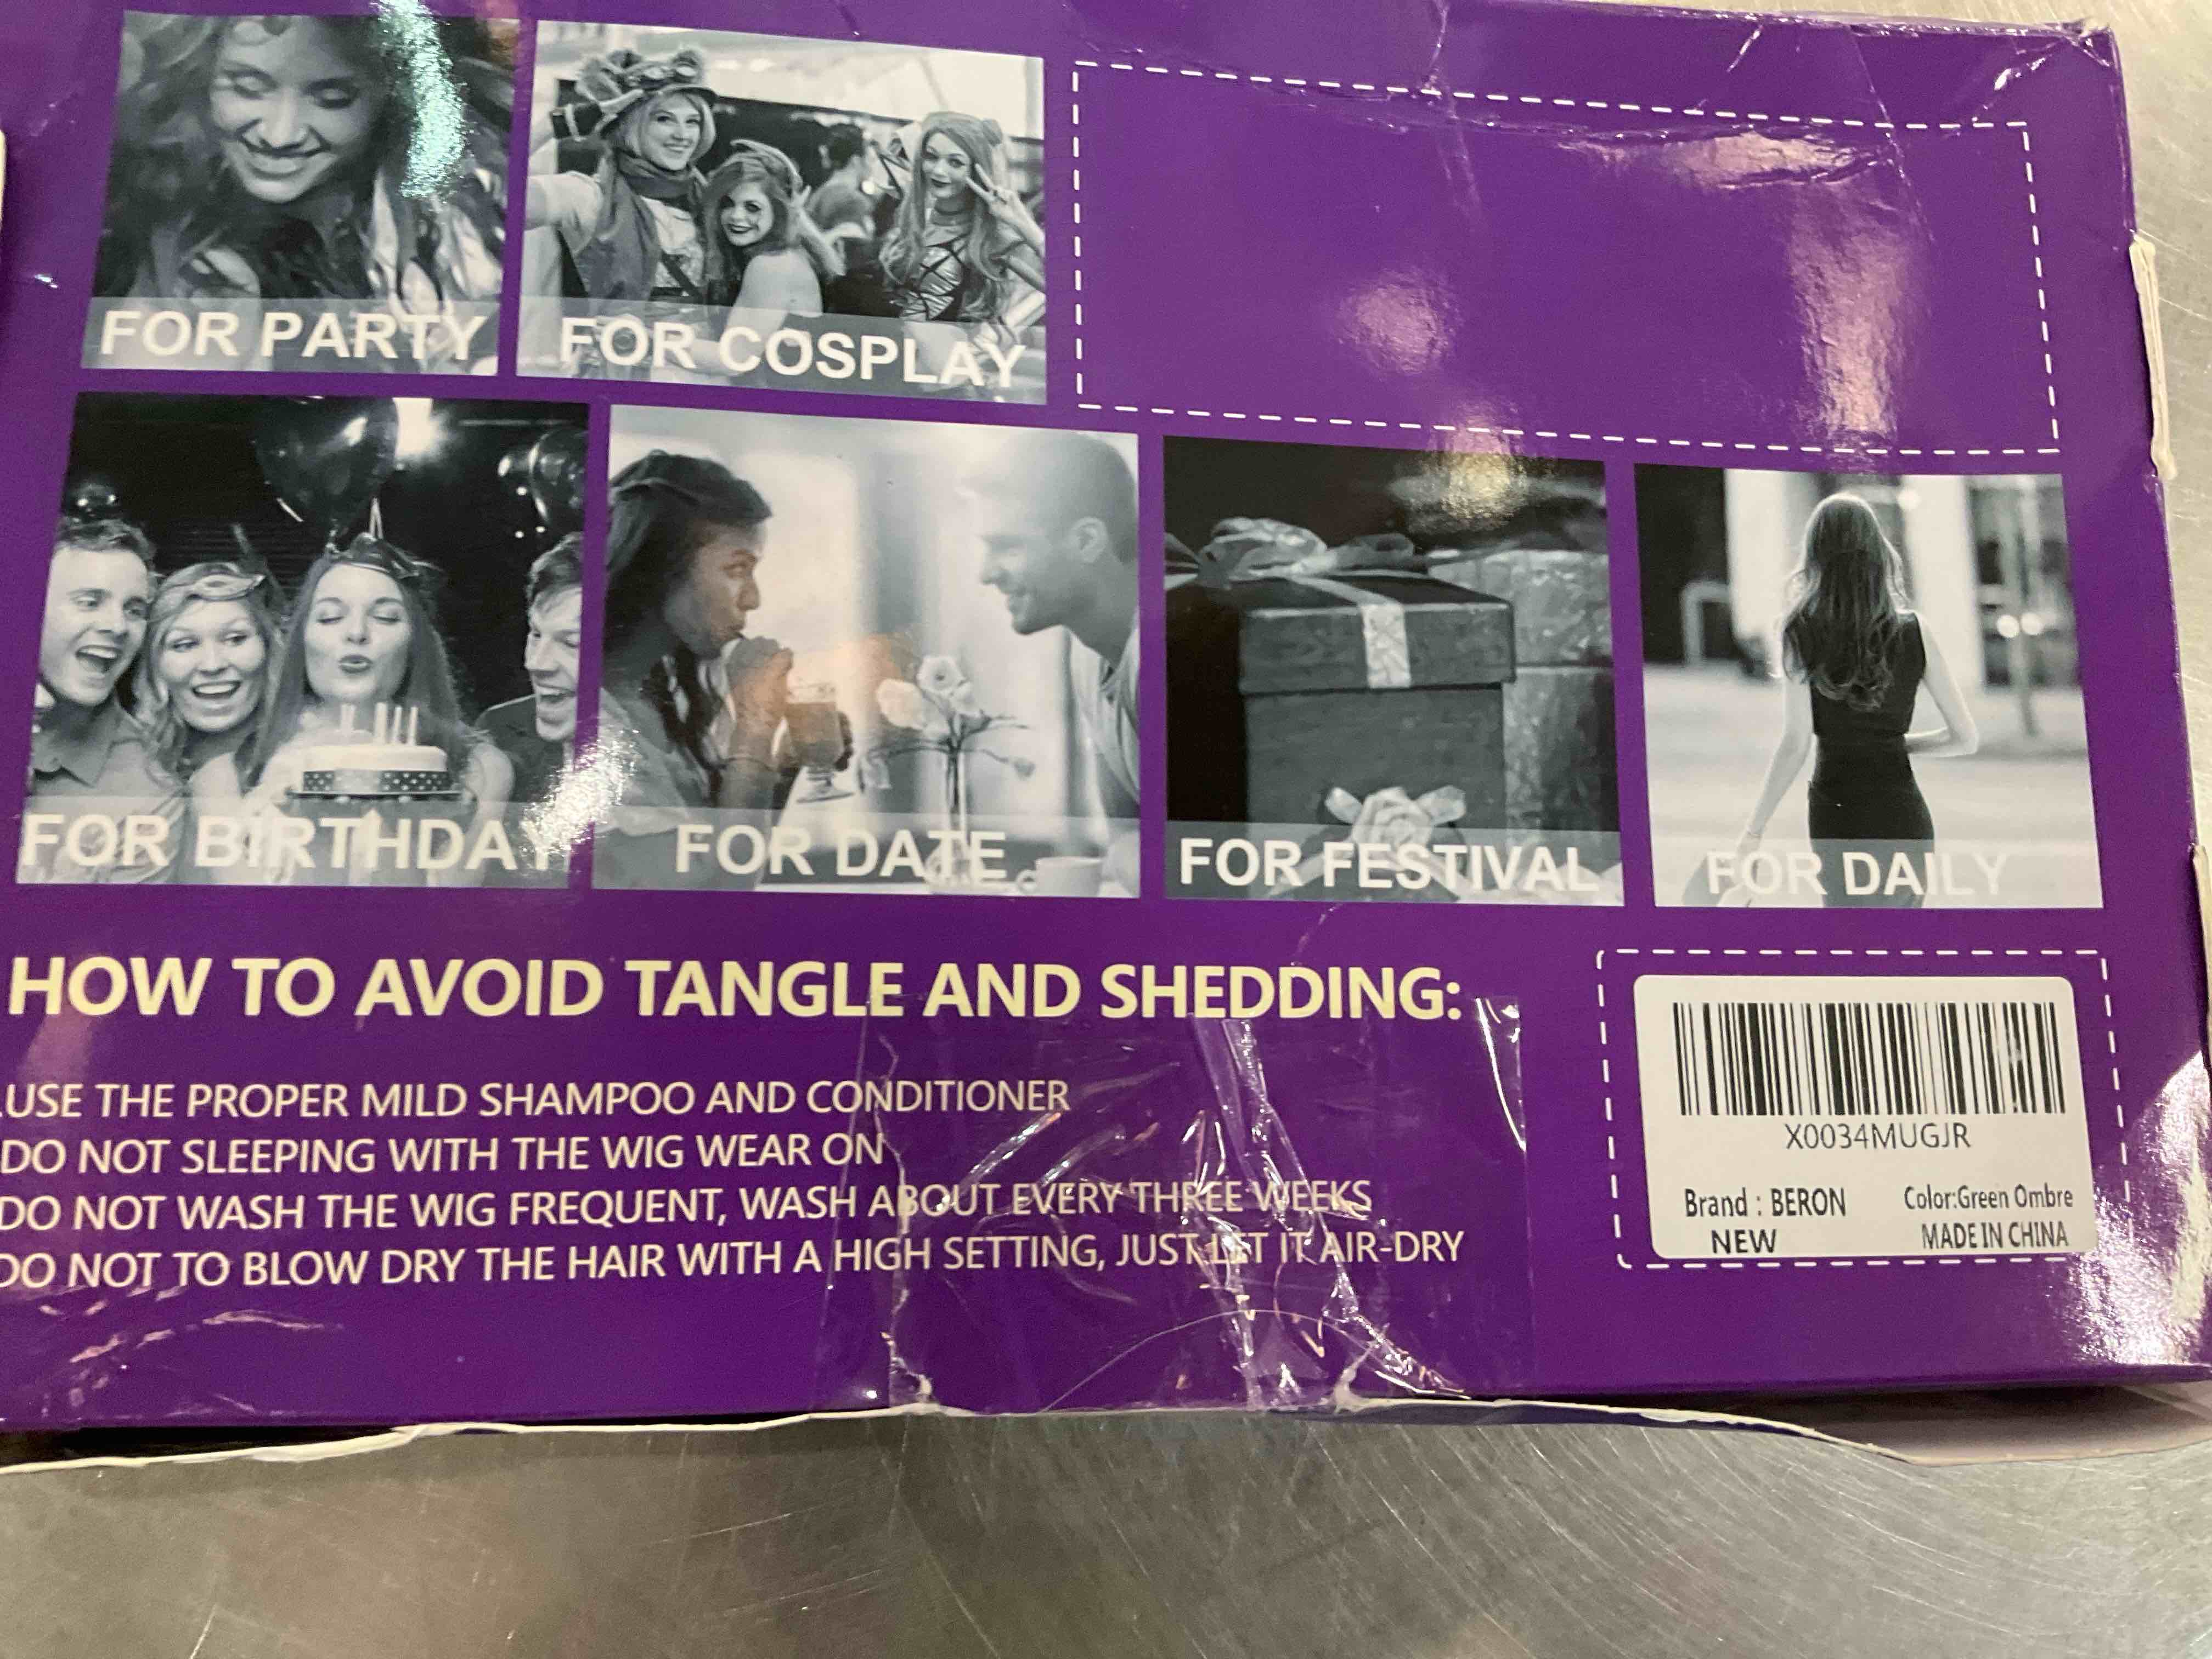 FOR PARTY
FOR COSPLAY
FOR BIRTHDAY
FOR DATE
FOR FESTIVAL
FOR DAILY
HOW TO AVOID TANGLE AND SHEDDING:
.USE THE PROPER MILD SHAMPOO AND CONDITIONER
DO NOT SLEEPING WITH THE WIG WEAR ON
DO NOT WASH THE WIG FREQUENT, WASH ABOUT EVERY THREE WEEKS
DO NOT TO BLOW DRY THE HAIR WITH A HIGH SETTING, JUST LET IT AIR-DRY
X0034MUGJR
Brand : BERON Color:Green Ombre
NEW MADE IN CHINA